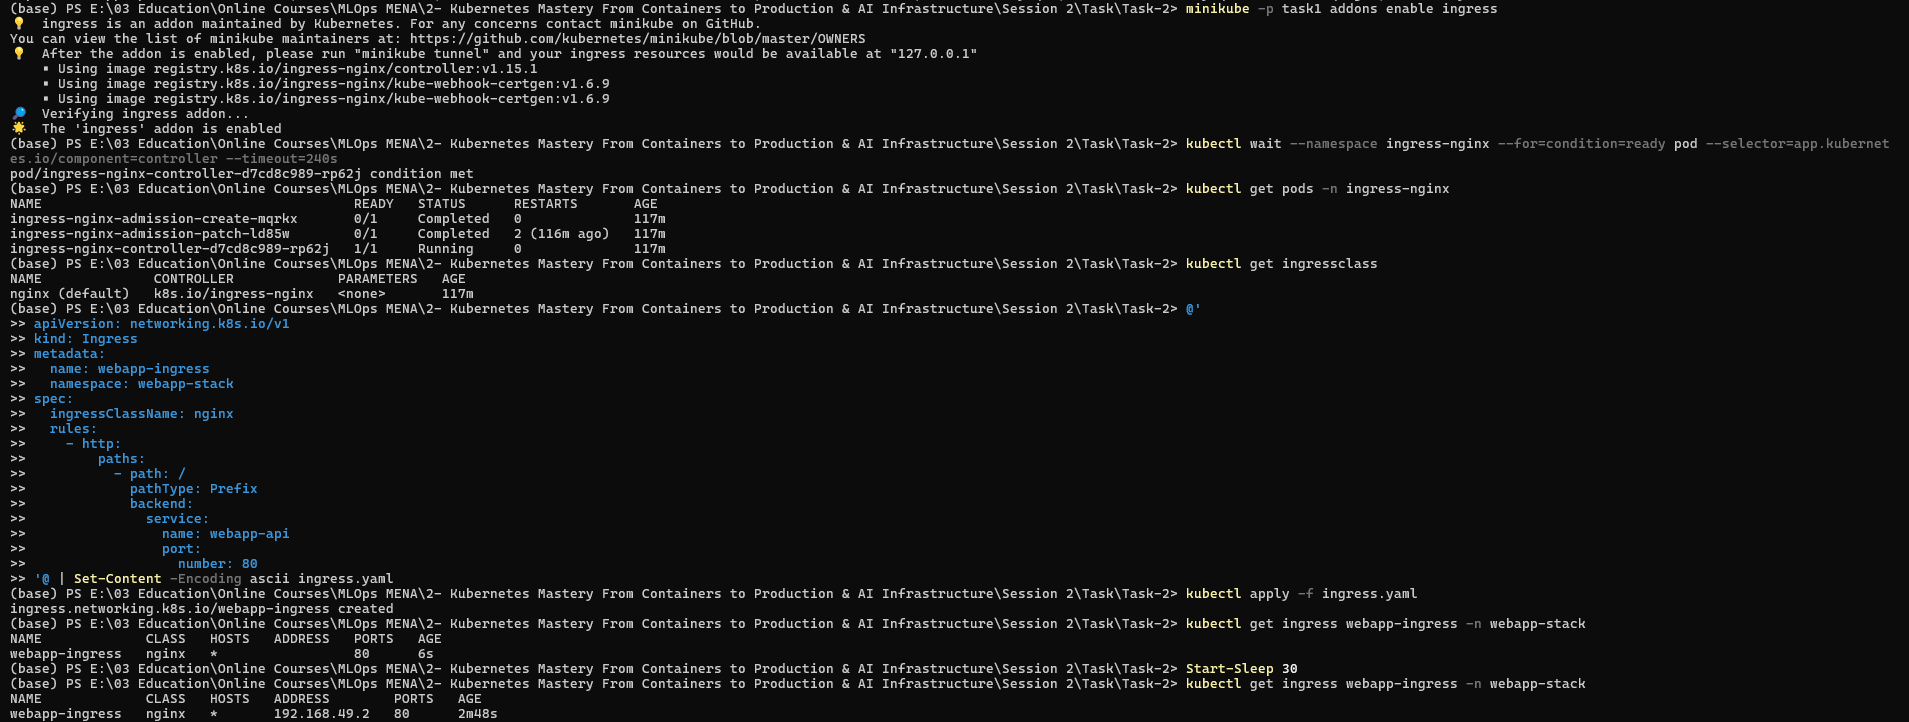 (base) PS E:\03 Education\Online Courses\MLOps MENA\2- Kubernetes Mastery From Containers to Production & AI Infrastructure\Session 2\Task\Task-2> minikube -p task1 addons enable ingress
💡  ingress is an addon maintained by Kubernetes. For any concerns contact minikube on GitHub.
You can view the list of minikube maintainers at: https://github.com/kubernetes/minikube/blob/master/OWNERS
💡  After the addon is enabled, please run "minikube tunnel" and your ingress resources would be available at "127.0.0.1"
    ▪ Using image registry.k8s.io/ingress-nginx/controller:v1.15.1
    ▪ Using image registry.k8s.io/ingress-nginx/kube-webhook-certgen:v1.6.9
    ▪ Using image registry.k8s.io/ingress-nginx/kube-webhook-certgen:v1.6.9
🔎  Verifying ingress addon...
🌟  The 'ingress' addon is enabled
(base) PS E:\03 Education\Online Courses\MLOps MENA\2- Kubernetes Mastery From Containers to Production & AI Infrastructure\Session 2\Task\Task-2> kubectl wait --namespace ingress-nginx --for=condition=ready pod --selector=app.kubernet
es.io/component=controller --timeout=240s
pod/ingress-nginx-controller-d7cd8c989-rp62j condition met
(base) PS E:\03 Education\Online Courses\MLOps MENA\2- Kubernetes Mastery From Containers to Production & AI Infrastructure\Session 2\Task\Task-2> kubectl get pods -n ingress-nginx
NAME                                       READY   STATUS      RESTARTS       AGE
ingress-nginx-admission-create-mqrkx       0/1     Completed   0              117m
ingress-nginx-admission-patch-ld85w        0/1     Completed   2 (116m ago)   117m
ingress-nginx-controller-d7cd8c989-rp62j   1/1     Running     0              117m
(base) PS E:\03 Education\Online Courses\MLOps MENA\2- Kubernetes Mastery From Containers to Production & AI Infrastructure\Session 2\Task\Task-2> kubectl get ingressclass
NAME              CONTROLLER             PARAMETERS   AGE
nginx (default)   k8s.io/ingress-nginx   <none>       117m
(base) PS E:\03 Education\Online Courses\MLOps MENA\2- Kubernetes Mastery From Containers to Production & AI Infrastructure\Session 2\Task\Task-2> @'
>> apiVersion: networking.k8s.io/v1
>> kind: Ingress
>> metadata:
>>   name: webapp-ingress
>>   namespace: webapp-stack
>> spec:
>>   ingressClassName: nginx
>>   rules:
>>     - http:
>>         paths:
>>           - path: /
>>             pathType: Prefix
>>             backend:
>>               service:
>>                 name: webapp-api
>>                 port:
>>                   number: 80
>> '@ | Set-Content -Encoding ascii ingress.yaml
(base) PS E:\03 Education\Online Courses\MLOps MENA\2- Kubernetes Mastery From Containers to Production & AI Infrastructure\Session 2\Task\Task-2> kubectl apply -f ingress.yaml
ingress.networking.k8s.io/webapp-ingress created
(base) PS E:\03 Education\Online Courses\MLOps MENA\2- Kubernetes Mastery From Containers to Production & AI Infrastructure\Session 2\Task\Task-2> kubectl get ingress webapp-ingress -n webapp-stack
NAME             CLASS   HOSTS   ADDRESS   PORTS   AGE
webapp-ingress   nginx   *                 80      6s
(base) PS E:\03 Education\Online Courses\MLOps MENA\2- Kubernetes Mastery From Containers to Production & AI Infrastructure\Session 2\Task\Task-2> Start-Sleep 30
(base) PS E:\03 Education\Online Courses\MLOps MENA\2- Kubernetes Mastery From Containers to Production & AI Infrastructure\Session 2\Task\Task-2> kubectl get ingress webapp-ingress -n webapp-stack
NAME             CLASS   HOSTS   ADDRESS        PORTS   AGE
webapp-ingress   nginx   *       192.168.49.2   80      2m48s